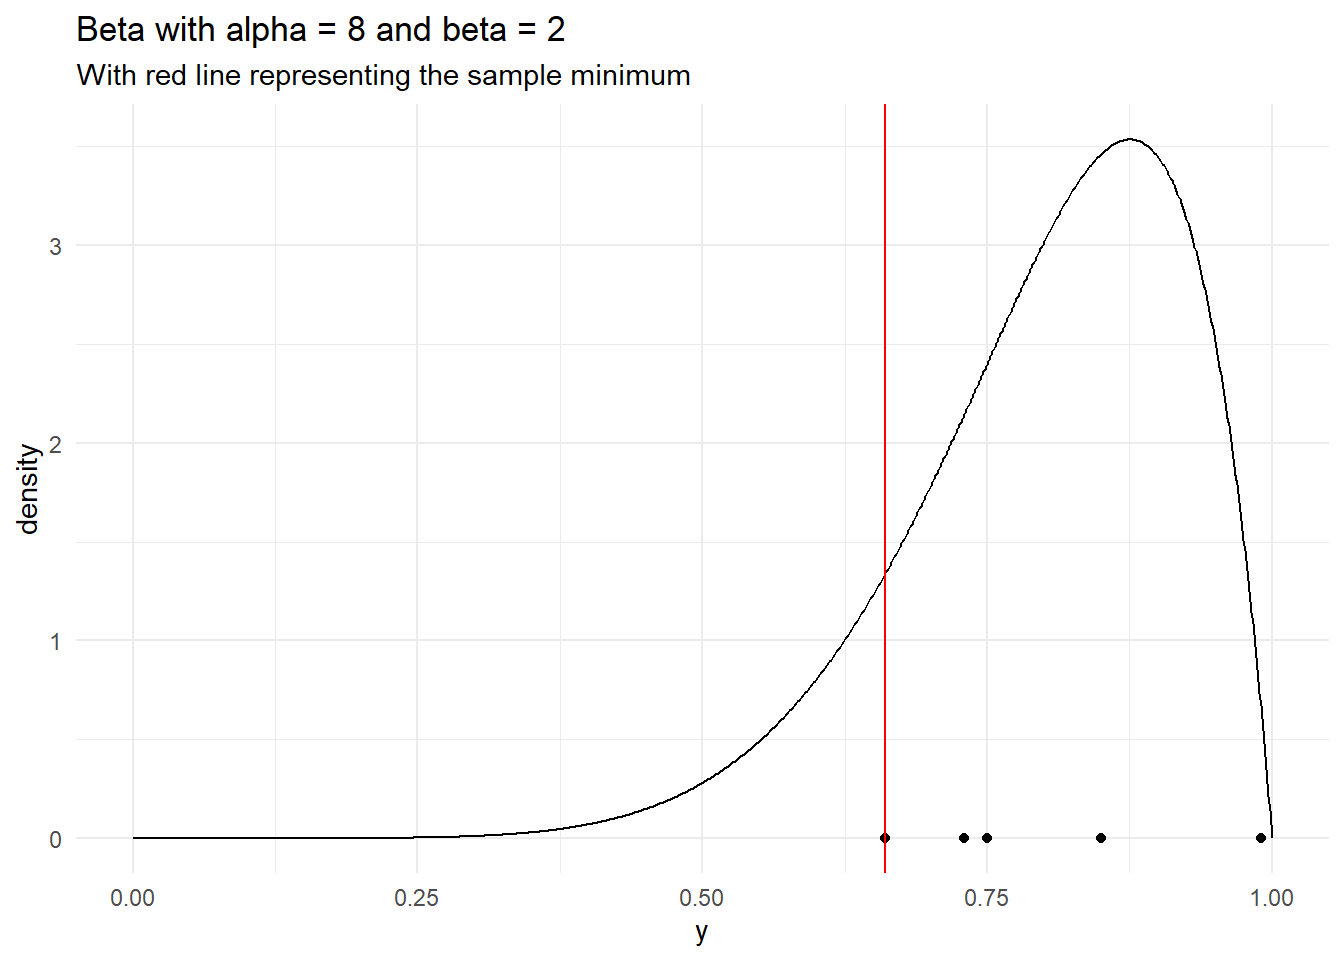 Beta with alpha = 8 and beta = 2
With red line representing the sample minimum
density
3
2
1
0
0.00 0.25 0.50 0.75 1.00
y